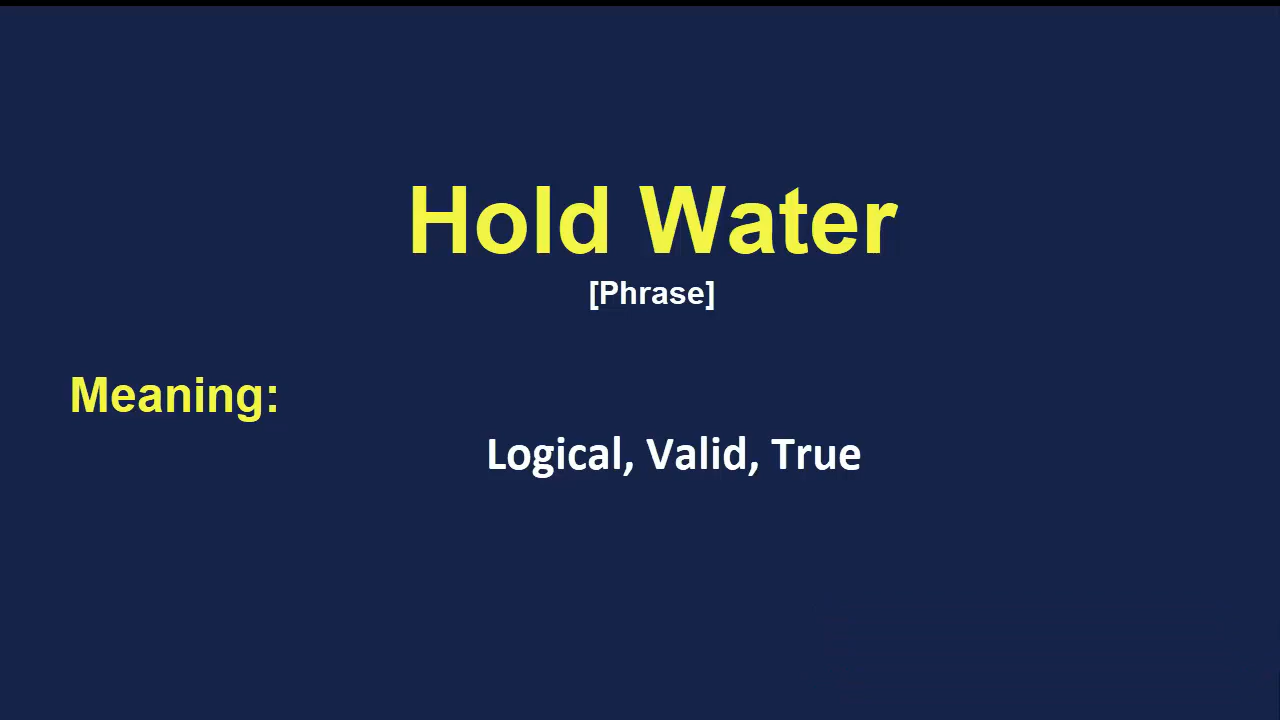 Hold Water
[Phrase]
Meaning:
Logical, Valid, True